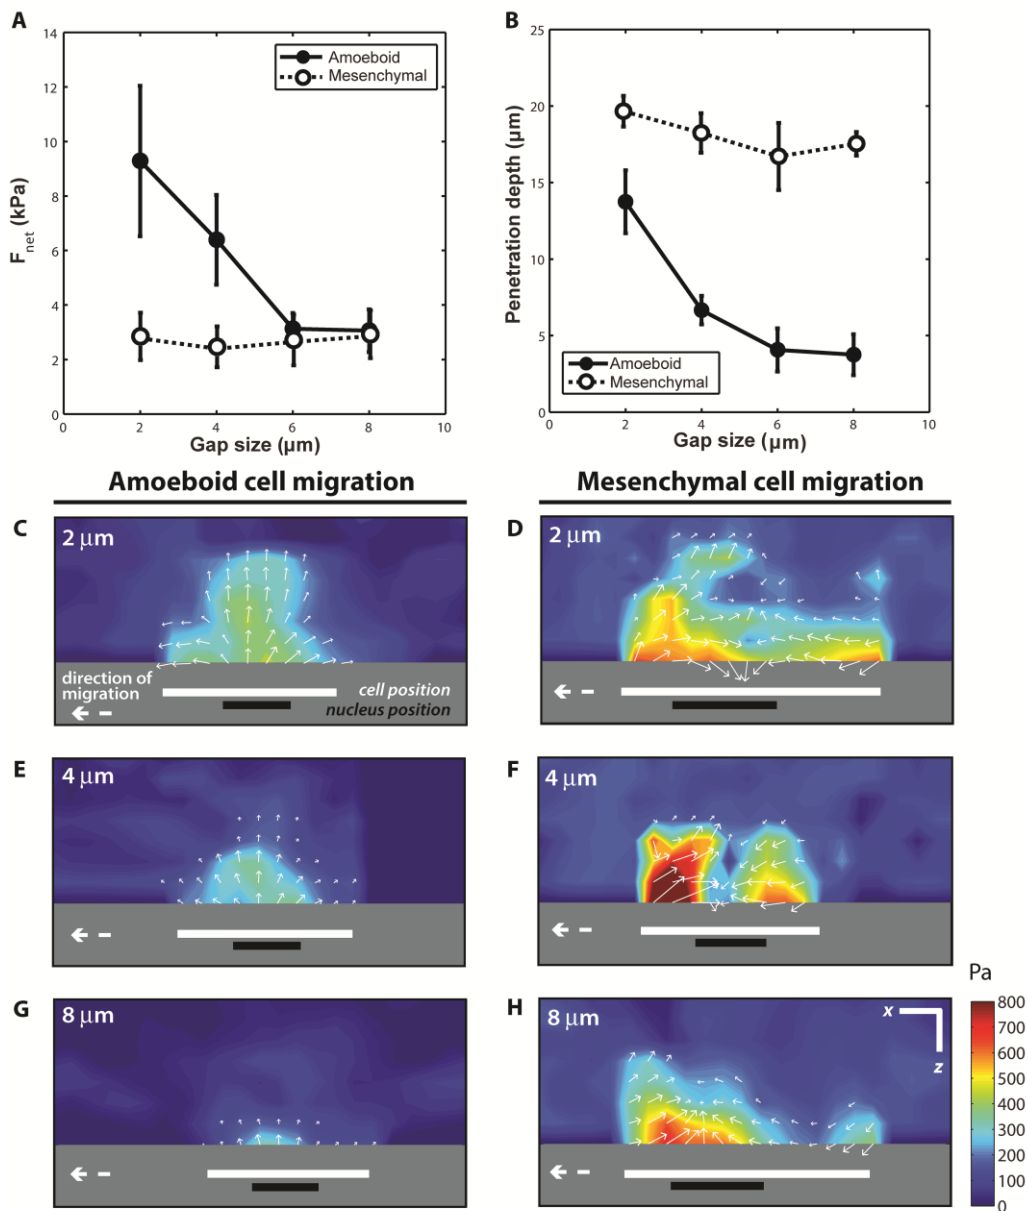 A
14
12
10
8
6
4
2
0
0
2
4
6
8
10
F_net (kPa)
Gap size (µm)
Amoeboid
Mesenchymal
B
25
20
15
10
5
0
0
2
4
6
8
10
Penetration depth (µm)
Gap size (µm)
Amoeboid
Mesenchymal
Amoeboid cell migration
Mesenchymal cell migration
C
2 µm
direction of
migration
cell position
nucleus position
D
2 µm
E
4 µm
F
4 µm
G
8 µm
H
8 µm
x
z
Pa
800
700
600
500
400
300
200
100
0